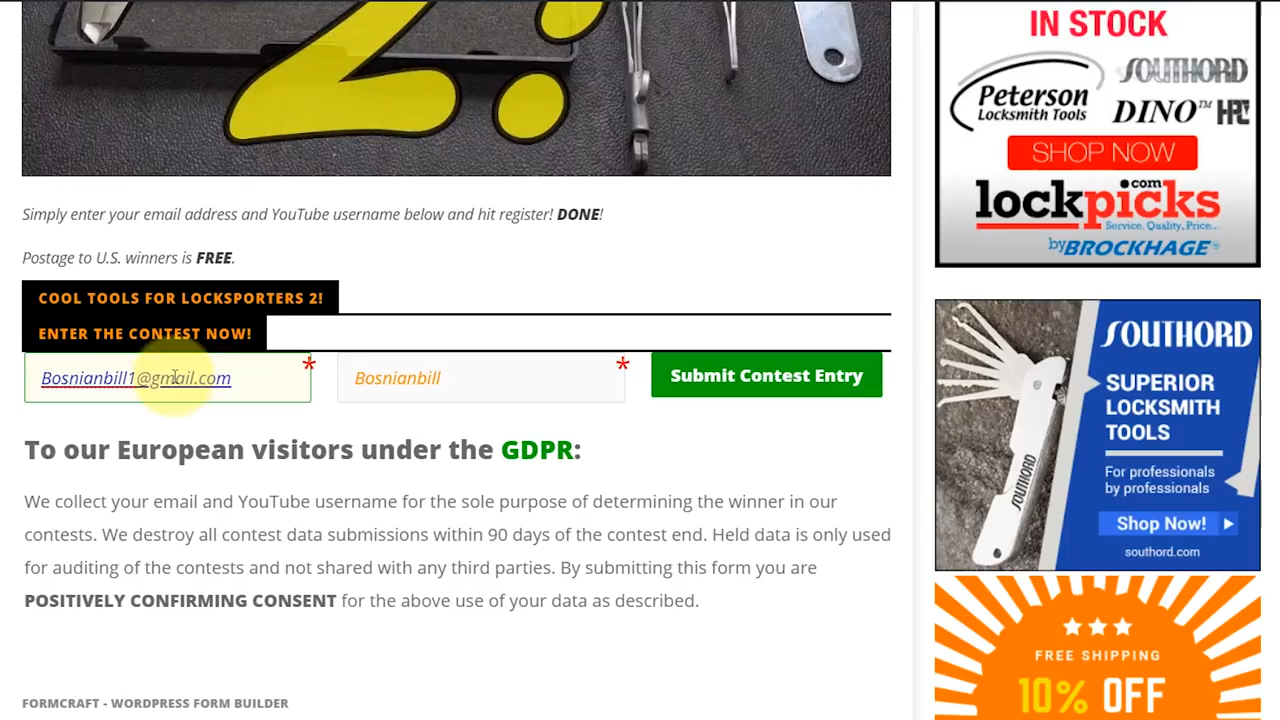 2:
Simply enter your email address and YouTube username below and hit register! DONE!
Postage to U.S. winners is FREE.
COOL TOOLS FOR LOCKSPORTERS 2!
ENTER THE CONTEST NOW!
Bosnianbill1@gmail.com *
Bosnianbill *
Submit Contest Entry
To our European visitors under the GDPR:
We collect your email and YouTube username for the sole purpose of determining the winner in our
contests. We destroy all contest data submissions within 90 days of the contest end. Held data is only used
for auditing of the contests and not shared with any third parties. By submitting this form you are
POSITIVELY CONFIRMING CONSENT for the above use of your data as described.
FORMCRAFT - WORDPRESS FORM BUILDER
IN STOCK
Peterson
Locksmith Tools
SOUTHORD
DINO™ HPC
SHOP NOW
lockpicks.com
Service, Quality, Price...
by BROCKHAGE®
SOUTHORD
SUPERIOR
LOCKSMITH
TOOLS
For professionals
by professionals
Shop Now!
southord.com
SOUTHORD
FREE SHIPPING
10% OFF